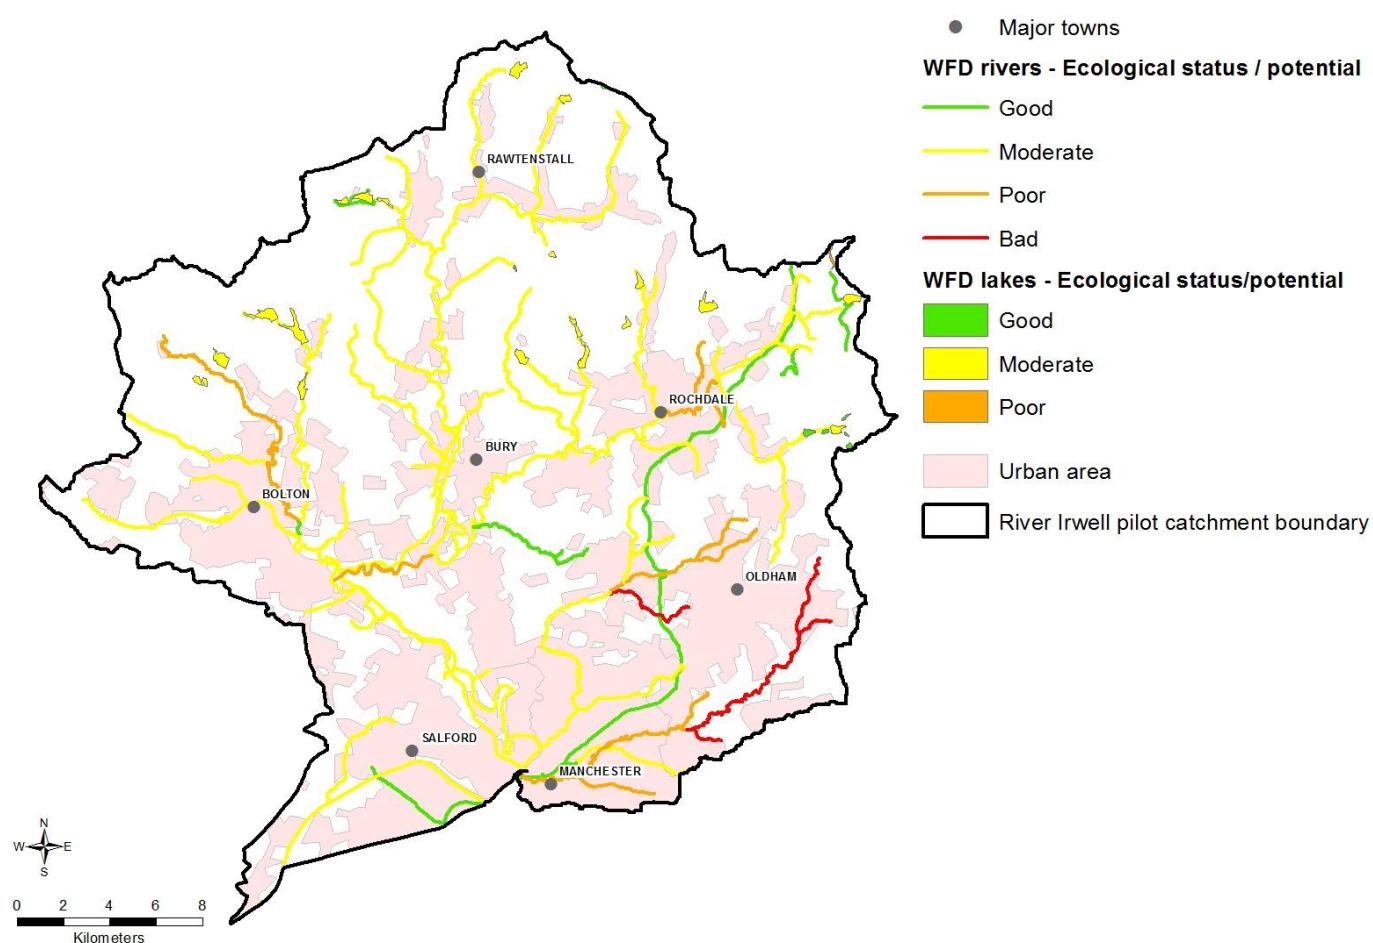 Major towns
WFD rivers - Ecological status / potential
Good
Moderate
Poor
Bad
WFD lakes - Ecological status/potential
Good
Moderate
Poor
Urban area
River Irwell pilot catchment boundary
RAWTENSTALL
ROCHDALE
BURY
BOLTON
OLDHAM
SALFORD
MANCHESTER
N
W E
S
0 2 4 6 8
Kilometers